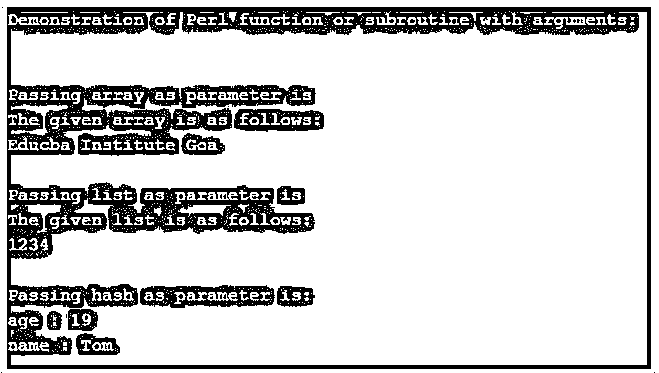 Demonstration of Perl function or subroutine with arguments:
Passing array as parameter is
The given array is as follows:
Educba Institute Goa
Passing list as parameter is
The given list is as follows:
1234
Passing hash as parameter is:
age : 19
name : Tom